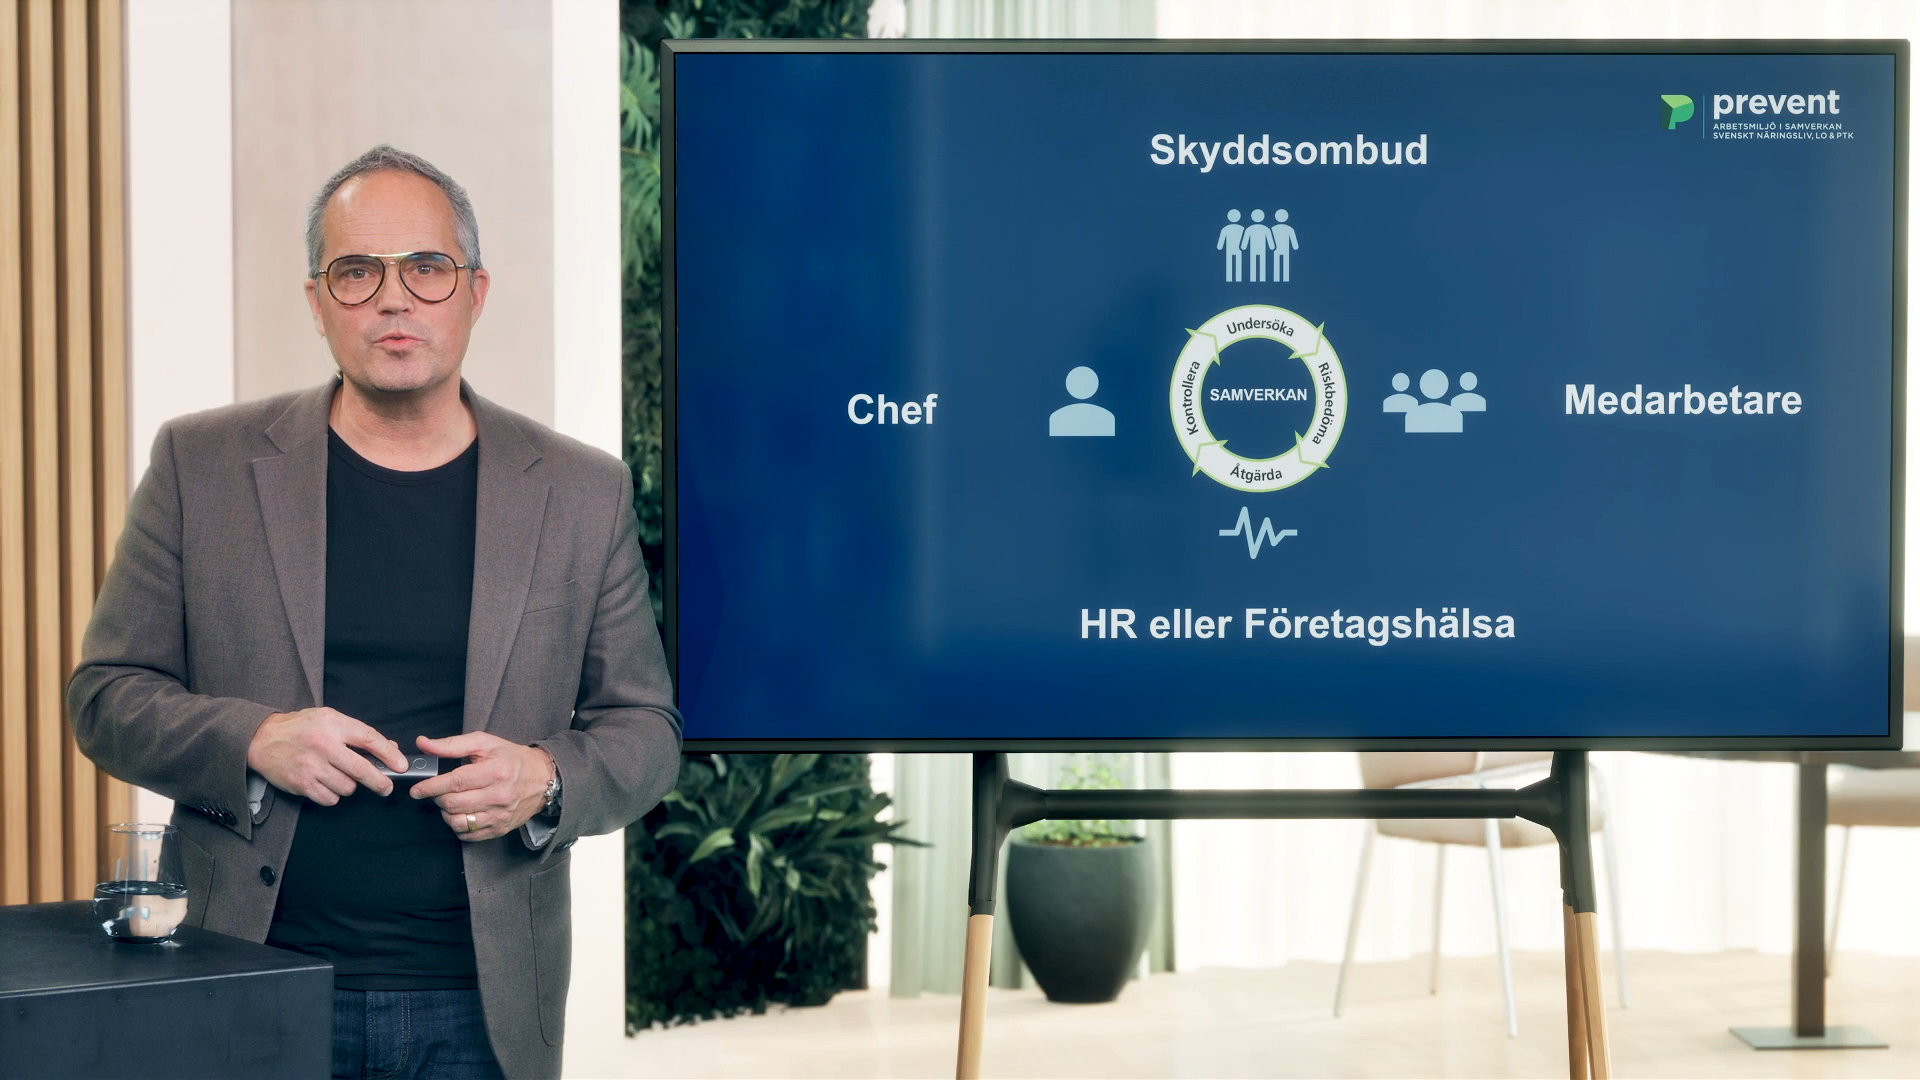 prevent
ARBETSMILJÖ I SAMVERKAN
SVENSKT NÄRINGSLIV, LO & PTK
Skyddsombud
Undersöka
Riskbedöma
Åtgärda
Kontrollera
SAMVERKAN
Chef
Medarbetare
HR eller Företagshälsa